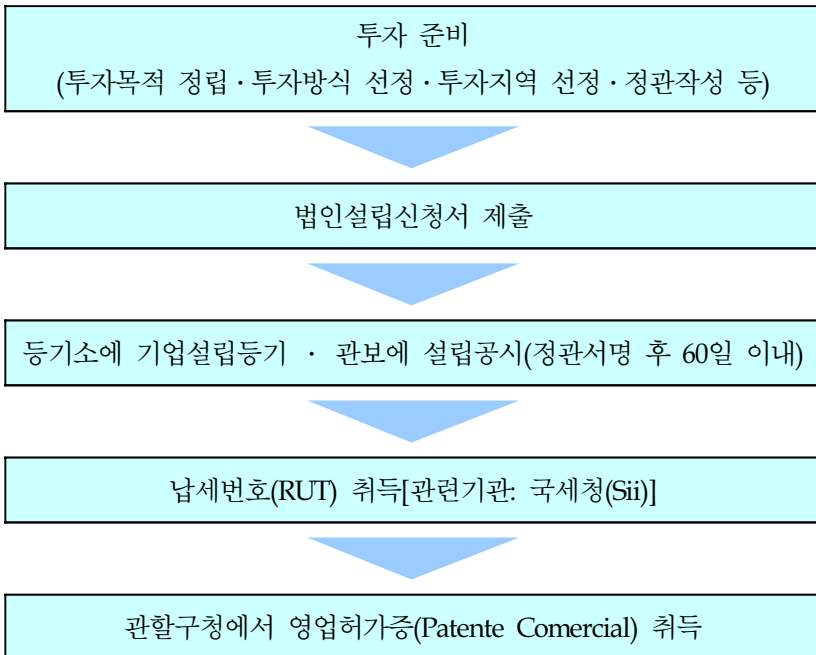 투자 준비
(투자목적 정립·투자방식 선정·투자지역 선정·정관작성 등)
법인설립신청서 제출
등기소에 기업설립등기 · 관보에 설립공시(정관서명 후 60일 이내)
납세번호(RUT) 취득[관련기관: 국세청(Sii)]
관할구청에서 영업허가증(Patente Comercial) 취득